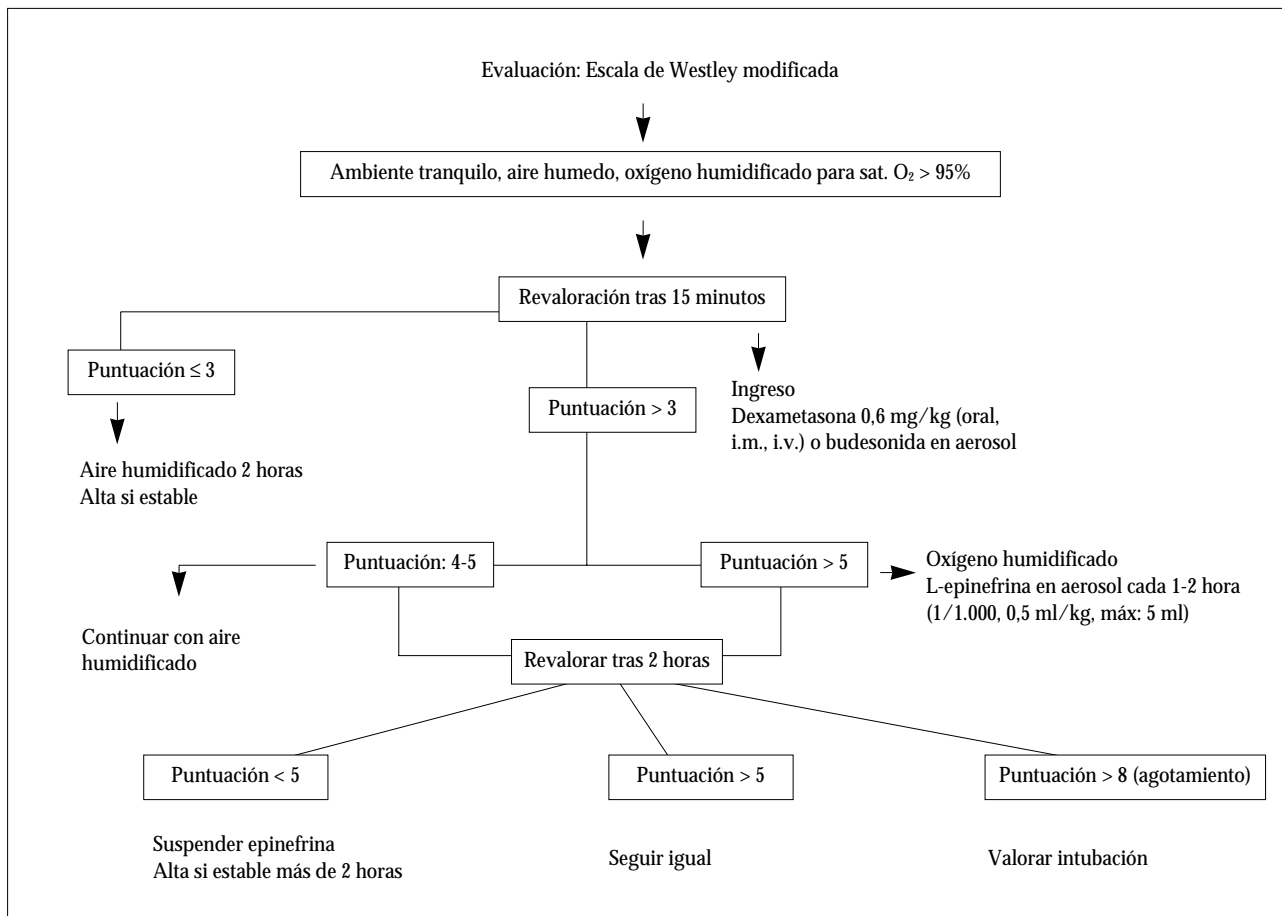 Evaluación: Escala de Westley modificada
Ambiente tranquilo, aire humedo, oxígeno humidificado para sat. O₂ > 95%
Revaloración tras 15 minutos
Puntuación ≤ 3
Puntuación > 3
Ingreso
Dexametasona 0,6 mg/kg (oral,
i.m., i.v.) o budesonida en aerosol
Aire humidificado 2 horas
Alta si estable
Puntuación: 4-5
Puntuación > 5
Oxígeno humidificado
L-epinefrina en aerosol cada 1-2 hora
(1/1.000, 0,5 ml/kg, máx: 5 ml)
Continuar con aire
humidificado
Revalorar tras 2 horas
Puntuación < 5
Puntuación > 5
Puntuación > 8 (agotamiento)
Suspender epinefrina
Alta si estable más de 2 horas
Seguir igual
Valorar intubación